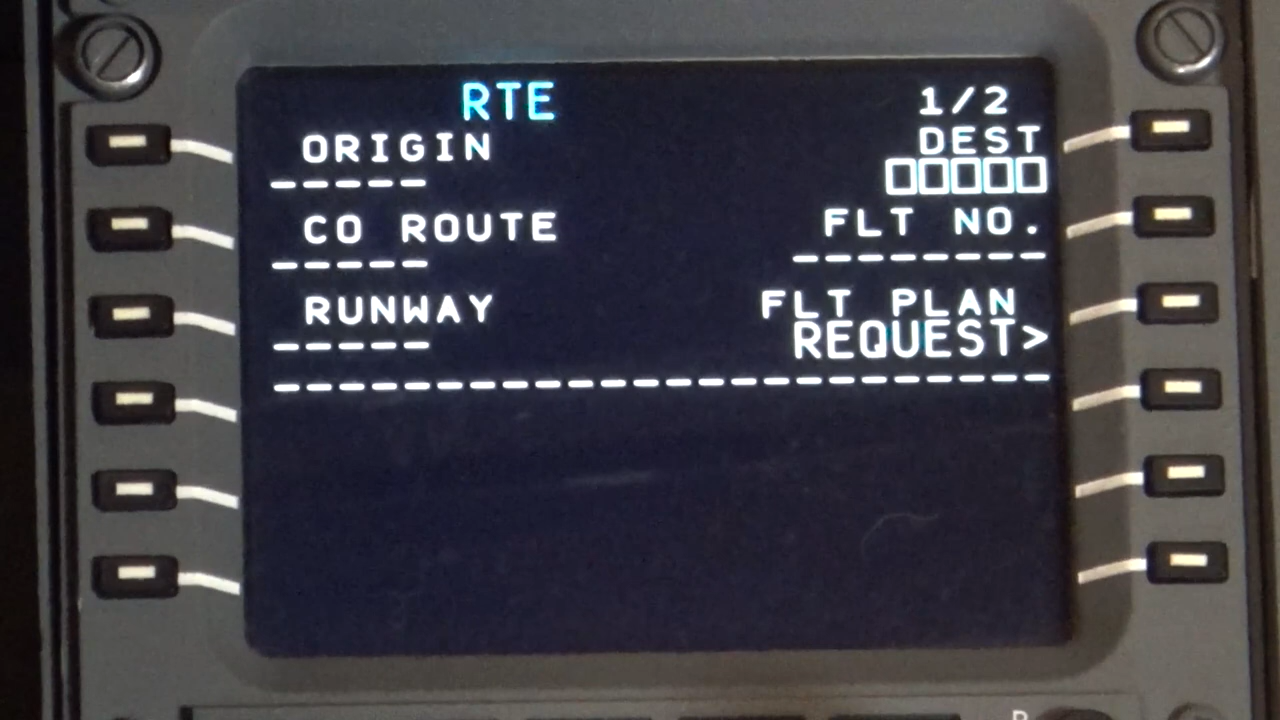 RTE 1/2
ORIGIN DEST
----- □□□□□
CO ROUTE FLT NO.
----- --------
RUNWAY FLT PLAN
----- REQUEST>
------------------------